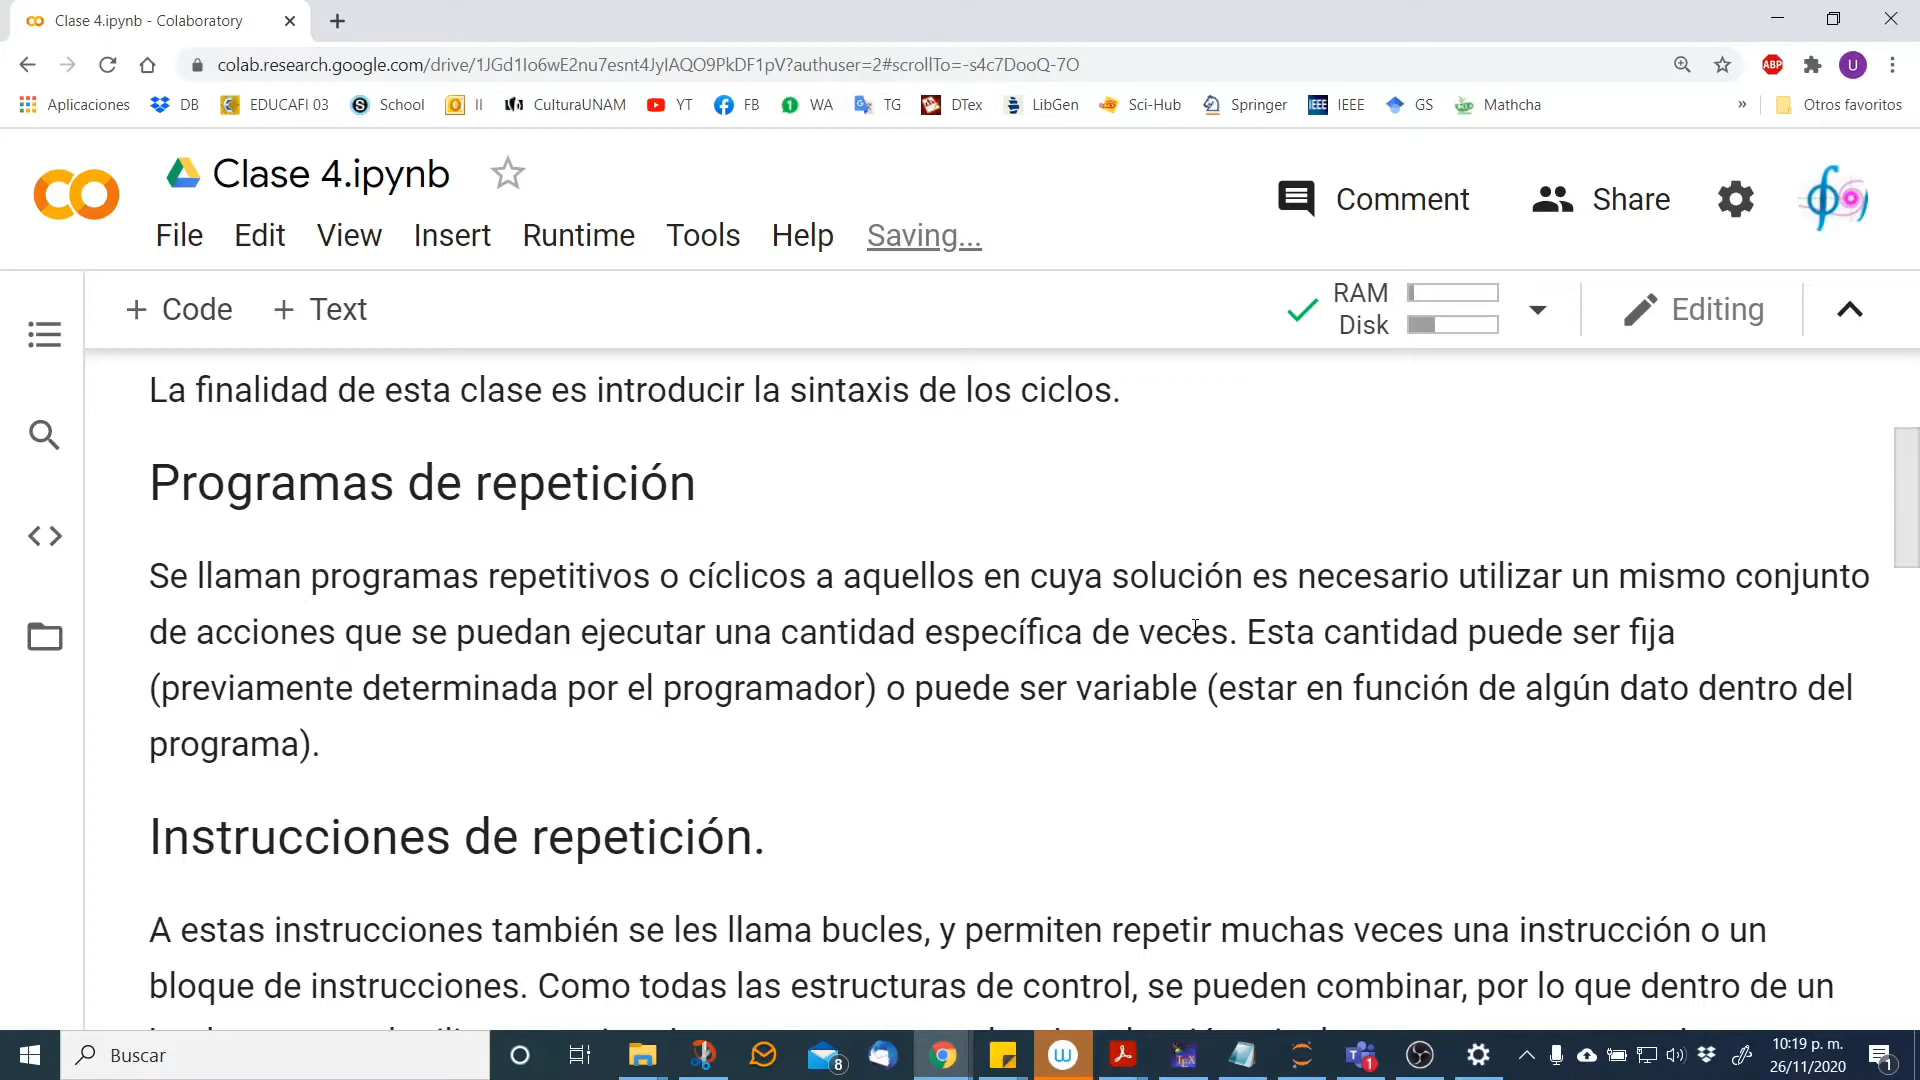 Clase 4.ipynb - Colaboratory
colab.research.google.com/drive/1JGd1Io6wE2nu7esnt4JyIAQO9PkDF1pV?authuser=2#scrollTo=-s4c7DooQ-7O
ABP
U
Aplicaciones DB EDUCAFI 03 School II CulturaUNAM YT FB WA TG DTex LibGen Sci-Hub Springer IEEE IEEE GS Mathcha » Otros favoritos
Clase 4.ipynb
Comment Share
File Edit View Insert Runtime Tools Help Saving...
+ Code + Text
RAM
Disk
Editing
La finalidad de esta clase es introducir la sintaxis de los ciclos.
Programas de repetición
Se llaman programas repetitivos o cíclicos a aquellos en cuya solución es necesario utilizar un mismo conjunto
de acciones que se puedan ejecutar una cantidad específica de veces. Esta cantidad puede ser fija
(previamente determinada por el programador) o puede ser variable (estar en función de algún dato dentro del
programa).
Instrucciones de repetición.
A estas instrucciones también se les llama bucles, y permiten repetir muchas veces una instrucción o un
bloque de instrucciones. Como todas las estructuras de control, se pueden combinar, por lo que dentro de un
Buscar
8
1
10:19 p. m.
26/11/2020
1